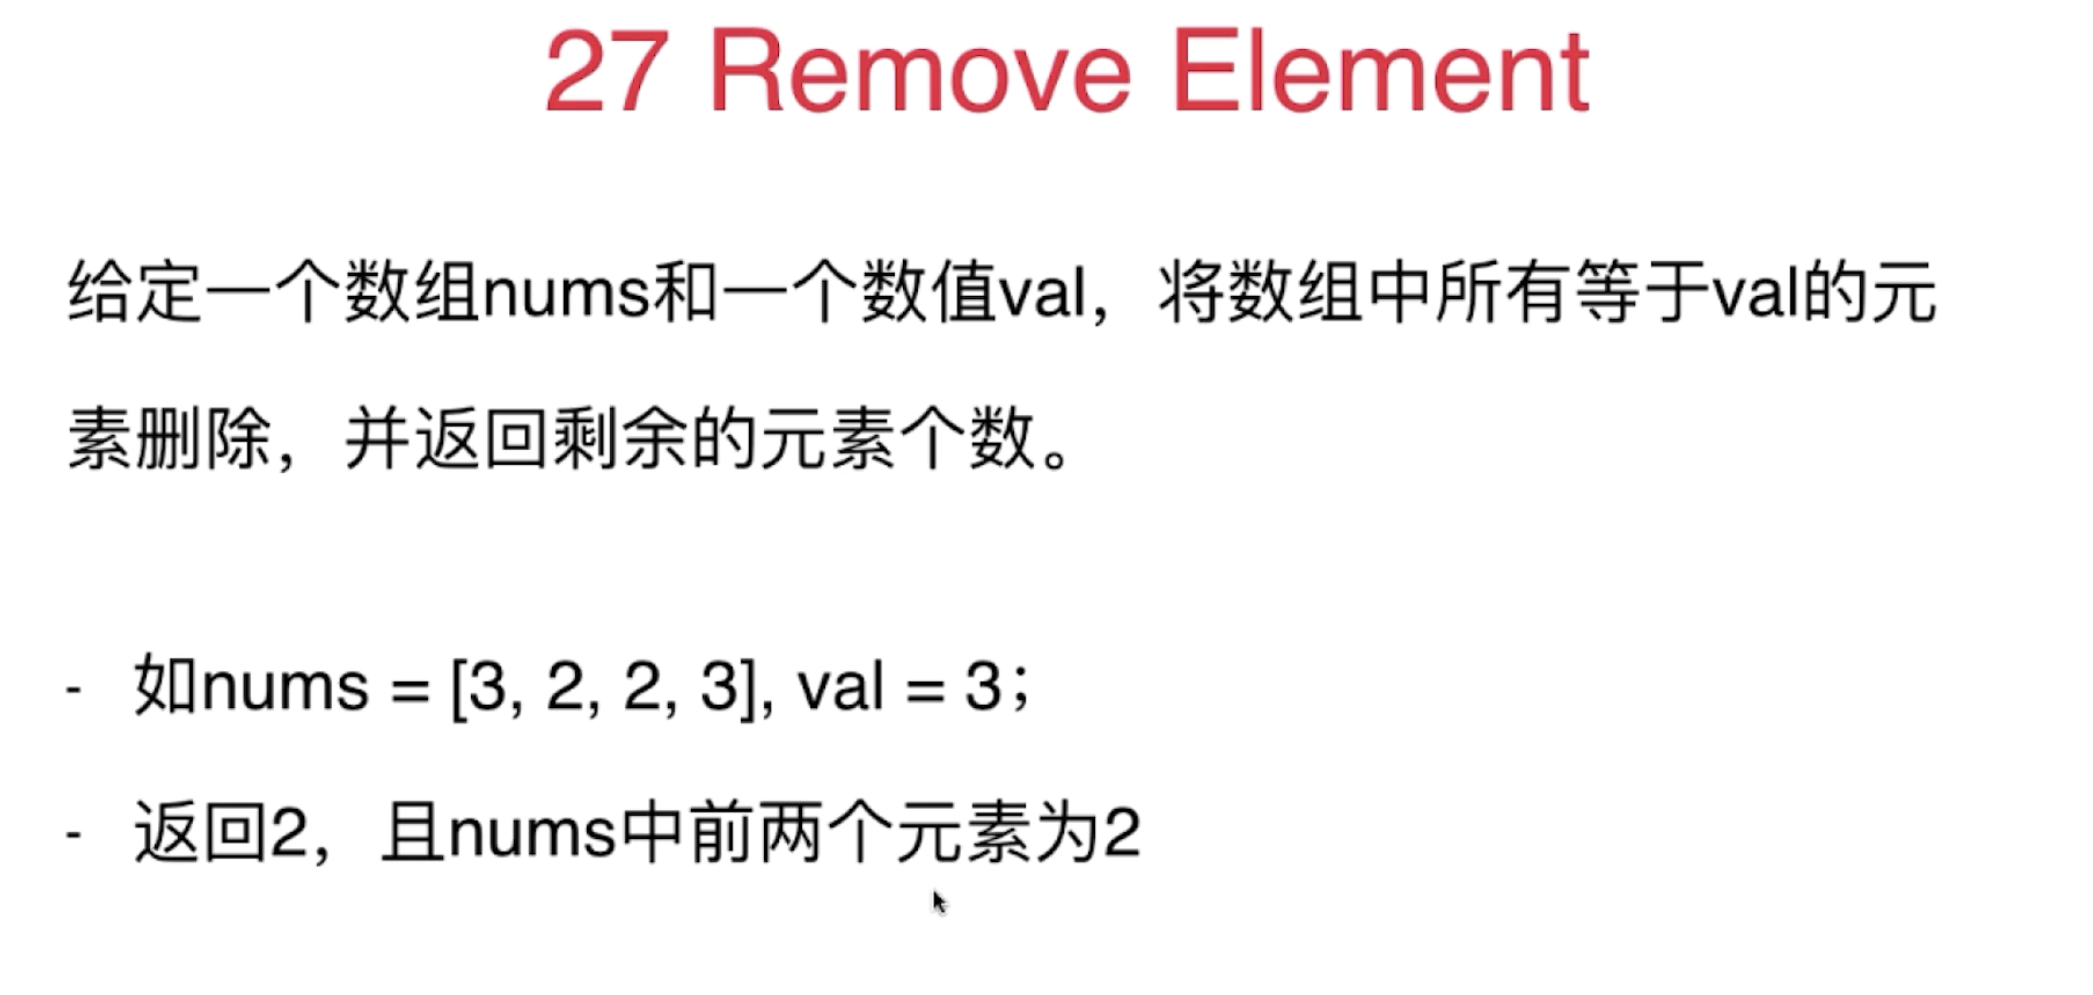 27 Remove Element
给定一个数组nums和一个数值val，将数组中所有等于val的元
素删除，并返回剩余的元素个数。
- 如nums = [3, 2, 2, 3], val = 3；
- 返回2，且nums中前两个元素为2